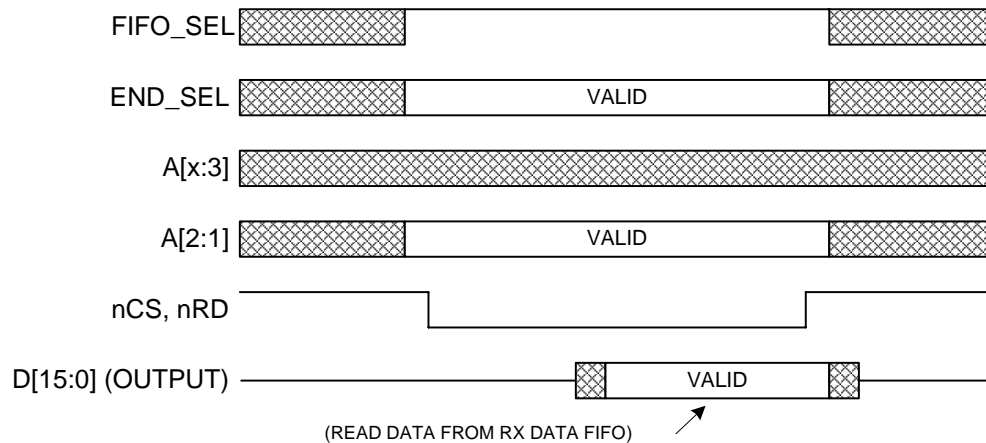 FIFO_SEL
END_SEL VALID
A[x:3]
A[2:1] VALID
nCS, nRD
D[15:0] (OUTPUT) VALID
(READ DATA FROM RX DATA FIFO)